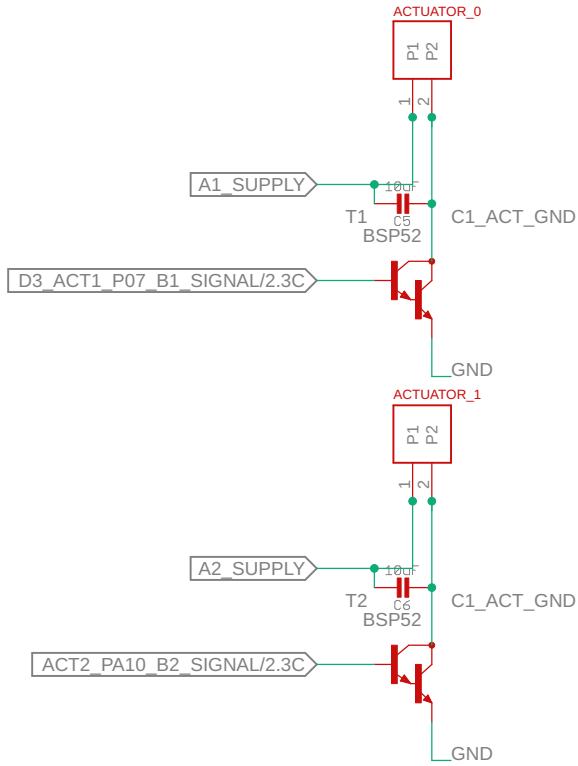 ACTUATOR_0
P1
P2
1
2
A1_SUPPLY
10uF
C5
T1
C1_ACT_GND
BSP52
D3_ACT1_P07_B1_SIGNAL/2.3C
GND
ACTUATOR_1
P1
P2
1
2
A2_SUPPLY
10uF
C6
T2
C1_ACT_GND
BSP52
ACT2_PA10_B2_SIGNAL/2.3C
GND